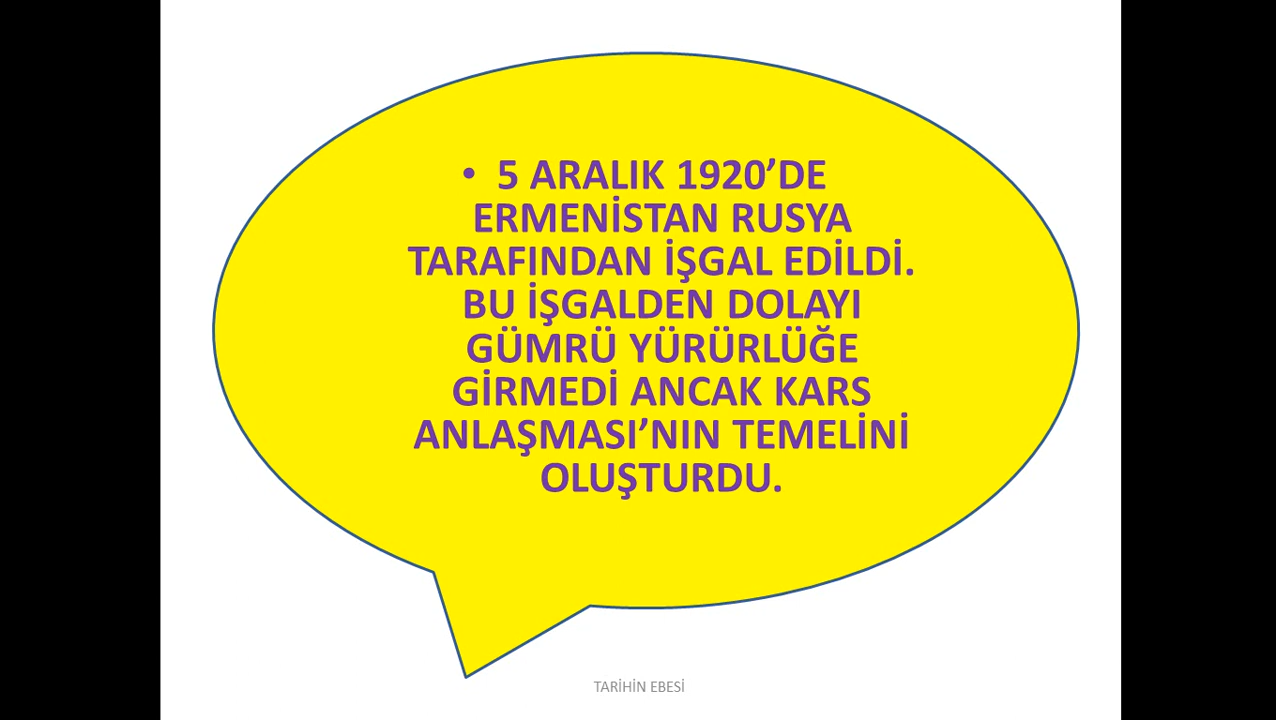 • 5 ARALIK 1920’DE
ERMENİSTAN RUSYA
TARAFINDAN İŞGAL EDİLDİ.
BU İŞGALDEN DOLAYI
GÜMRÜ YÜRÜRLÜĞE
GİRMEDİ ANCAK KARS
ANLAŞMASI’NIN TEMELİNİ
OLUŞTURDU.
TARİHİN EBESİ